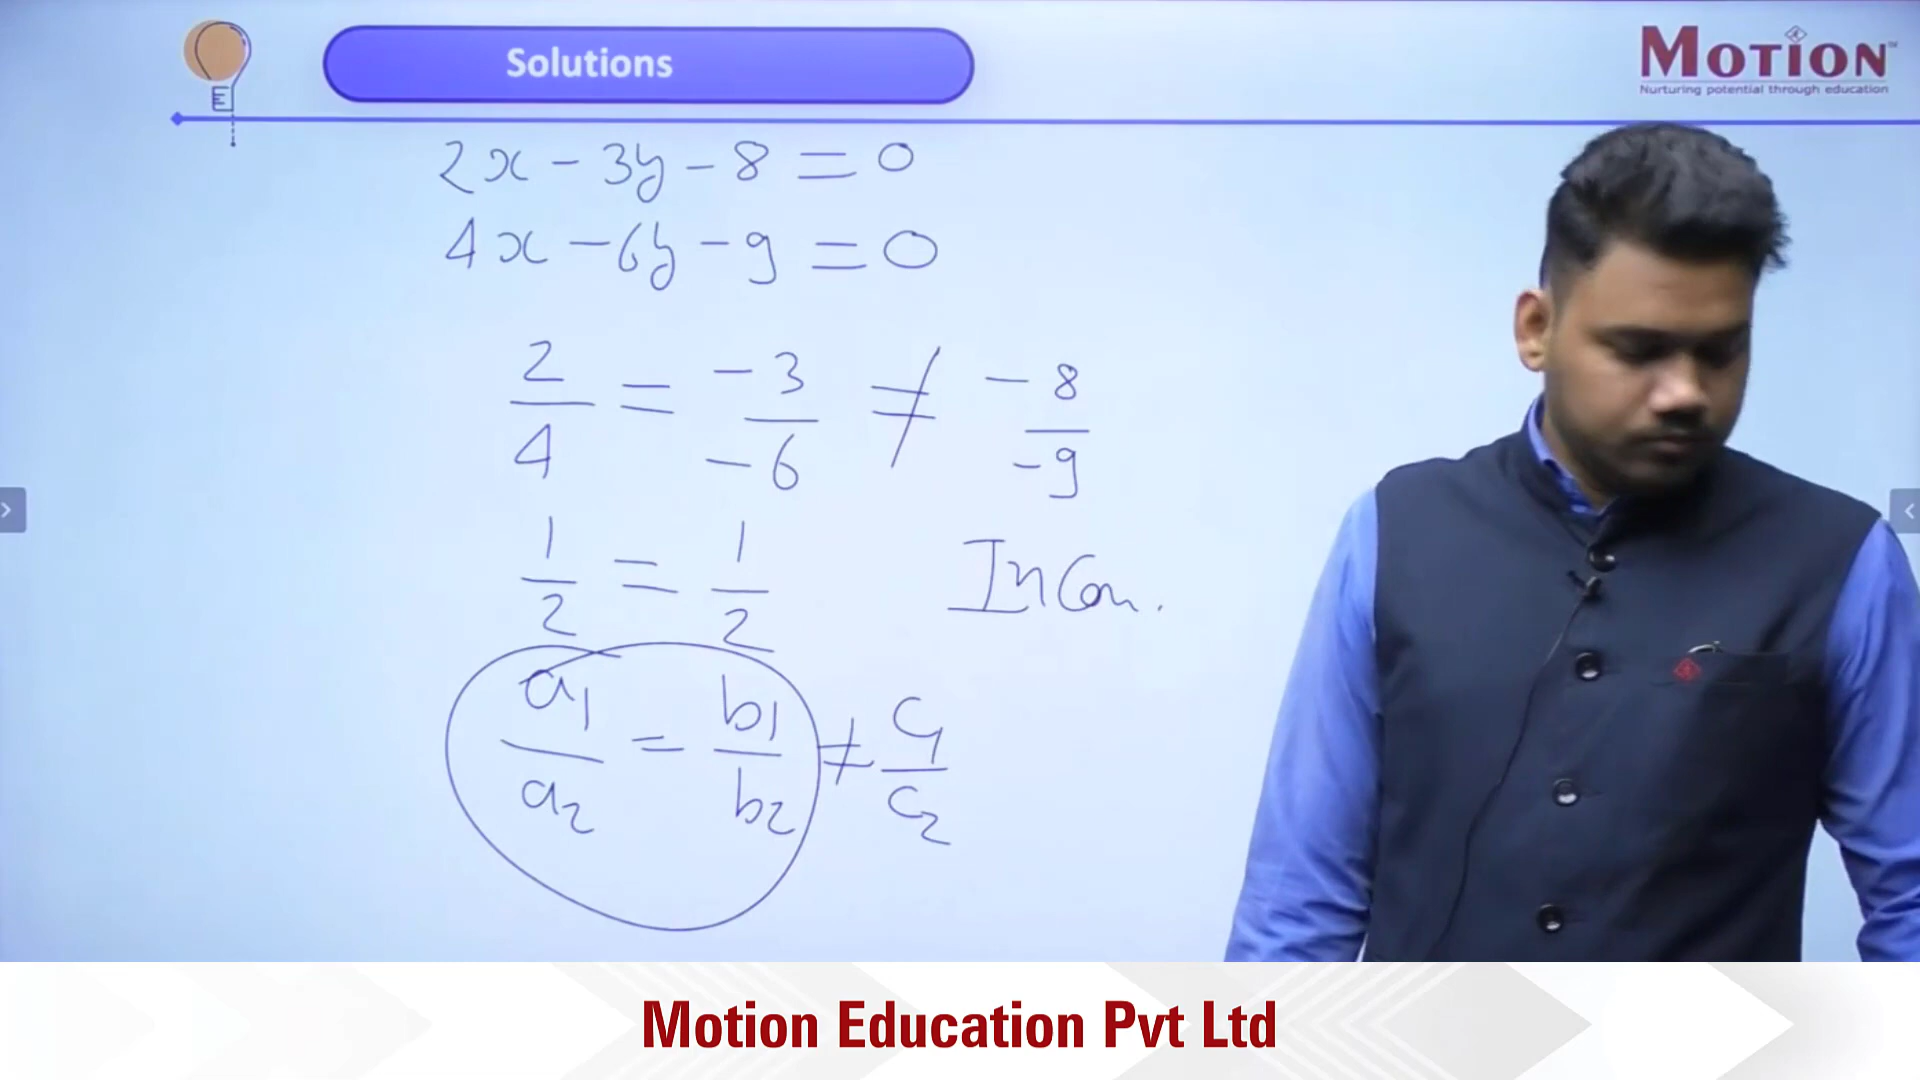 Solutions
MOTION™
Nurturing potential through education
E
2x - 3y - 8 = 0
4x - 6y - 9 = 0
2/4 = -3/-6 ≠ -8/-9
1/2 = 1/2 InCon.
a1/a2 = b1/b2 ≠ c1/c2
Motion Education Pvt Ltd